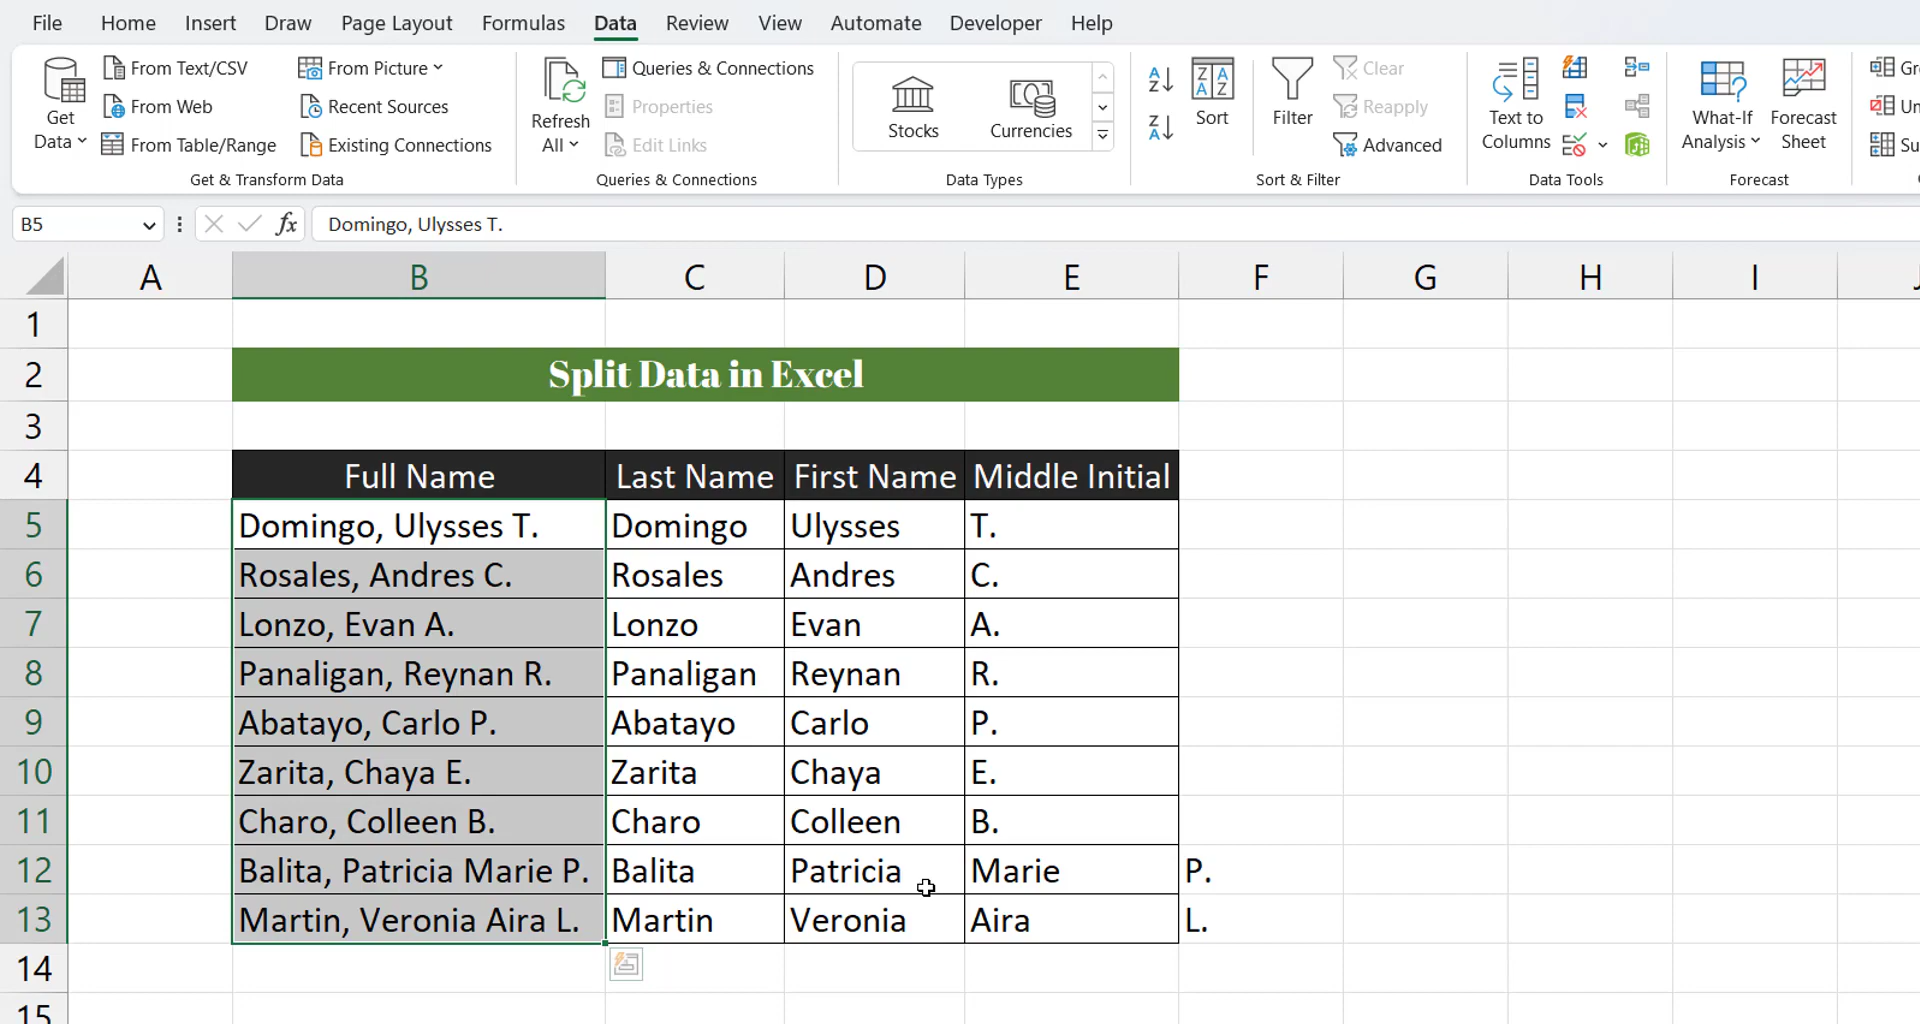 File Home Insert Draw Page Layout Formulas Data Review View Automate Developer Help
Get Data
From Text/CSV
From Web
From Table/Range
From Picture
Recent Sources
Existing Connections
Get & Transform Data
Refresh All
Queries & Connections
Properties
Edit Links
Queries & Connections
Stocks
Currencies
Data Types
Sort
Filter
Clear
Reapply
Advanced
Sort & Filter
Text to Columns
Data Tools
What-If Analysis
Forecast Sheet
Forecast
B5 fx Domingo, Ulysses T.
A B C D E F G H I
1
2 Split Data in Excel
3
4 Full Name Last Name First Name Middle Initial
5 Domingo, Ulysses T. Domingo Ulysses T.
6 Rosales, Andres C. Rosales Andres C.
7 Lonzo, Evan A. Lonzo Evan A.
8 Panaligan, Reynan R. Panaligan Reynan R.
9 Abatayo, Carlo P. Abatayo Carlo P.
10 Zarita, Chaya E. Zarita Chaya E.
11 Charo, Colleen B. Charo Colleen B.
12 Balita, Patricia Marie P. Balita Patricia Marie P.
13 Martin, Veronia Aira L. Martin Veronia Aira L.
14
15